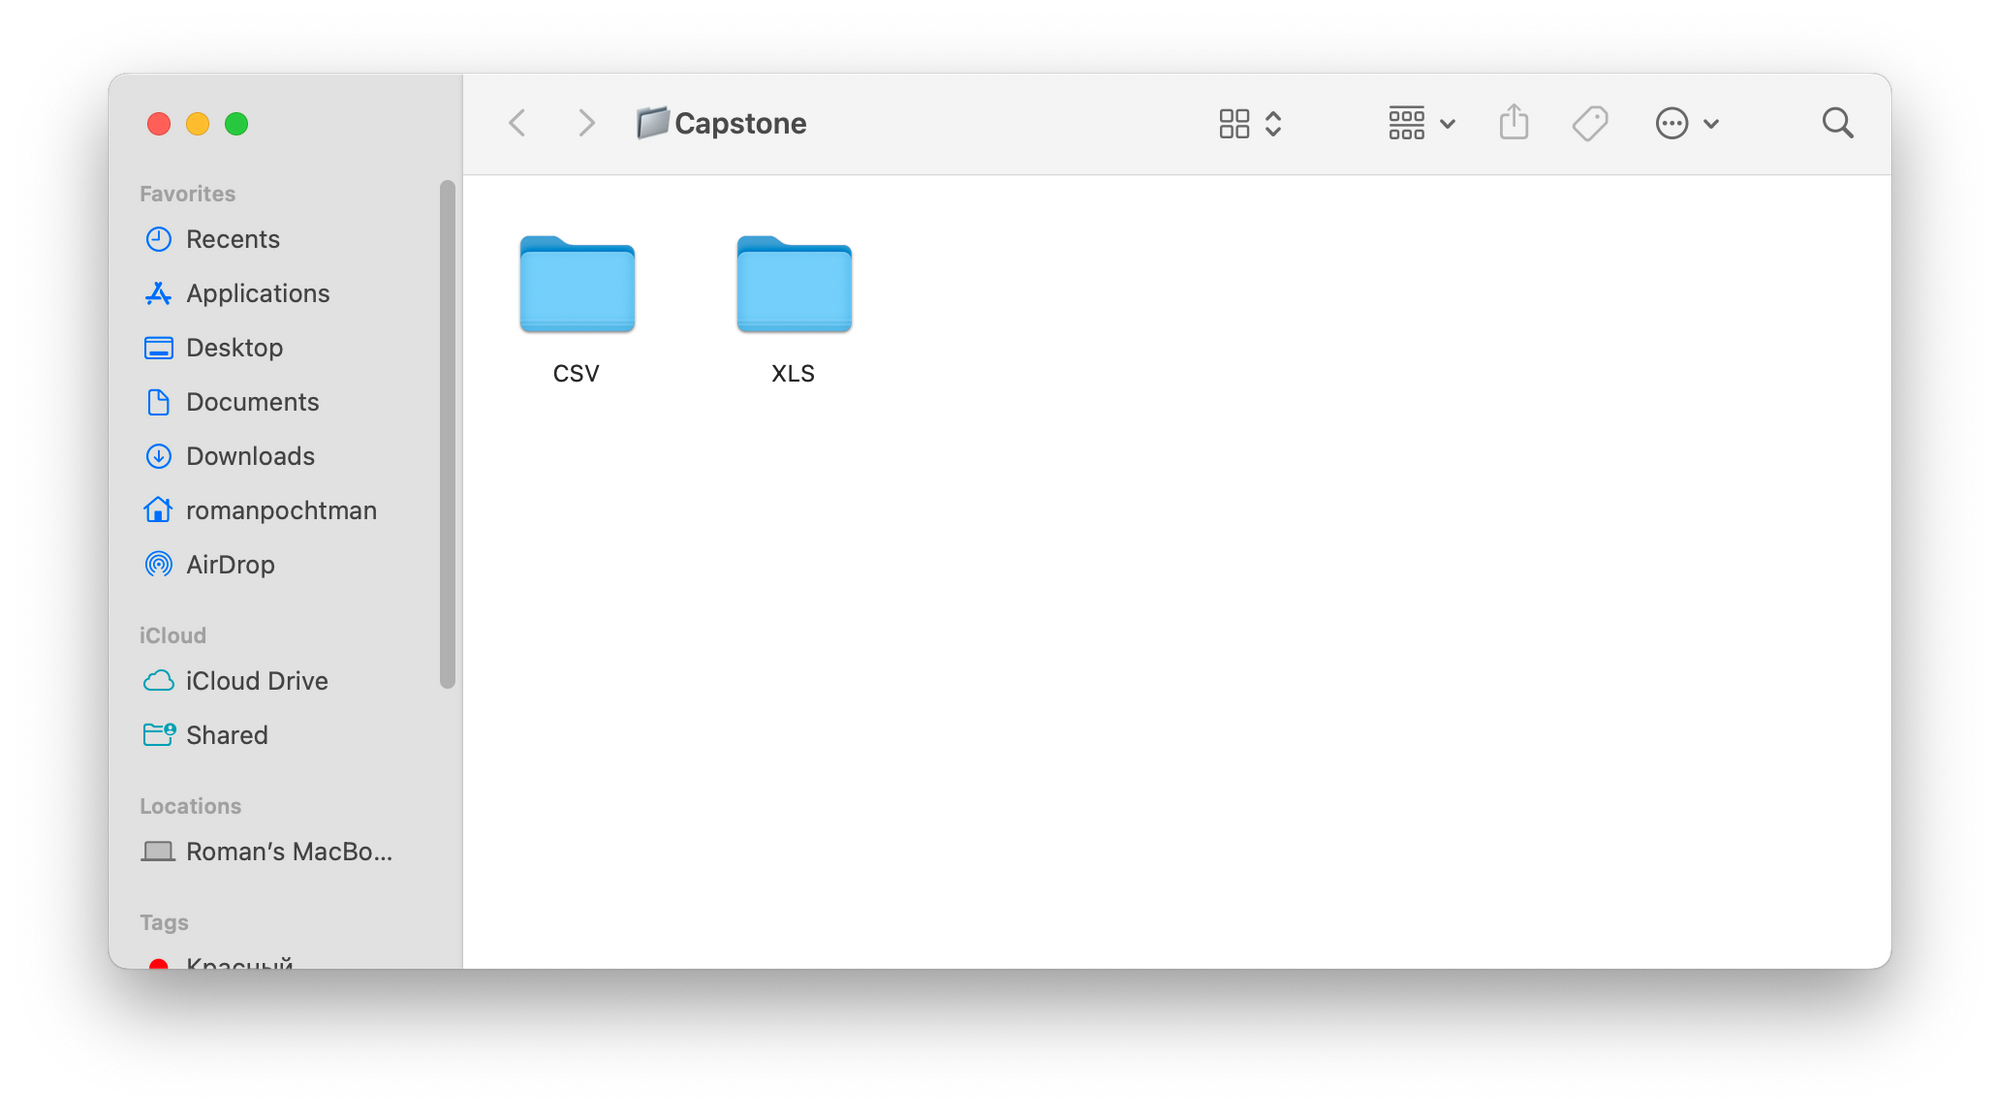 Capstone
Favorites
Recents
Applications
Desktop
Documents
Downloads
romanpochtman
AirDrop
iCloud
iCloud Drive
Shared
Locations
Roman’s MacBo...
Tags
Красный
CSV
XLS